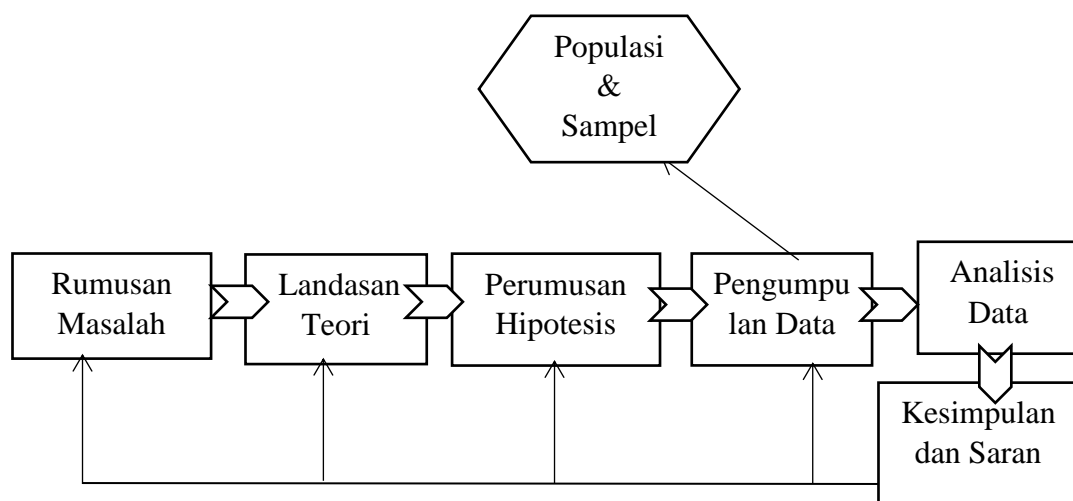 Populasi
&
Sampel
Rumusan
Masalah
Landasan
Teori
Perumusan
Hipotesis
Pengumpu
lan Data
Analisis
Data
Kesimpulan
dan Saran